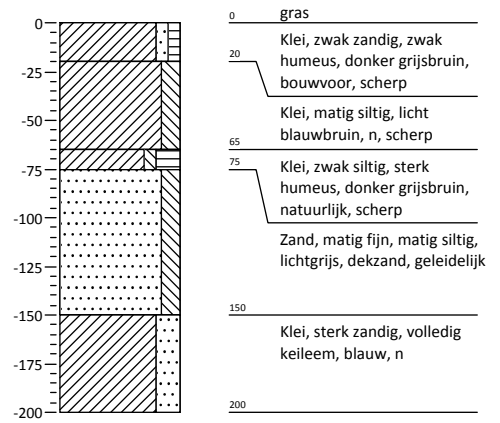 0
-25
-50
-75
-100
-125
-150
-175
-200
0
gras
Klei, zwak zandig, zwak
20
humeus, donker grijsbruin,
bouwvoor, scherp
Klei, matig siltig, licht
blauwbruin, n, scherp
65
75
Klei, zwak siltig, sterk
humeus, donker grijsbruin,
natuurlijk, scherp
Zand, matig fijn, matig siltig,
lichtgrijs, dekzand, geleidelijk
150
Klei, sterk zandig, volledig
keileem, blauw, n
200